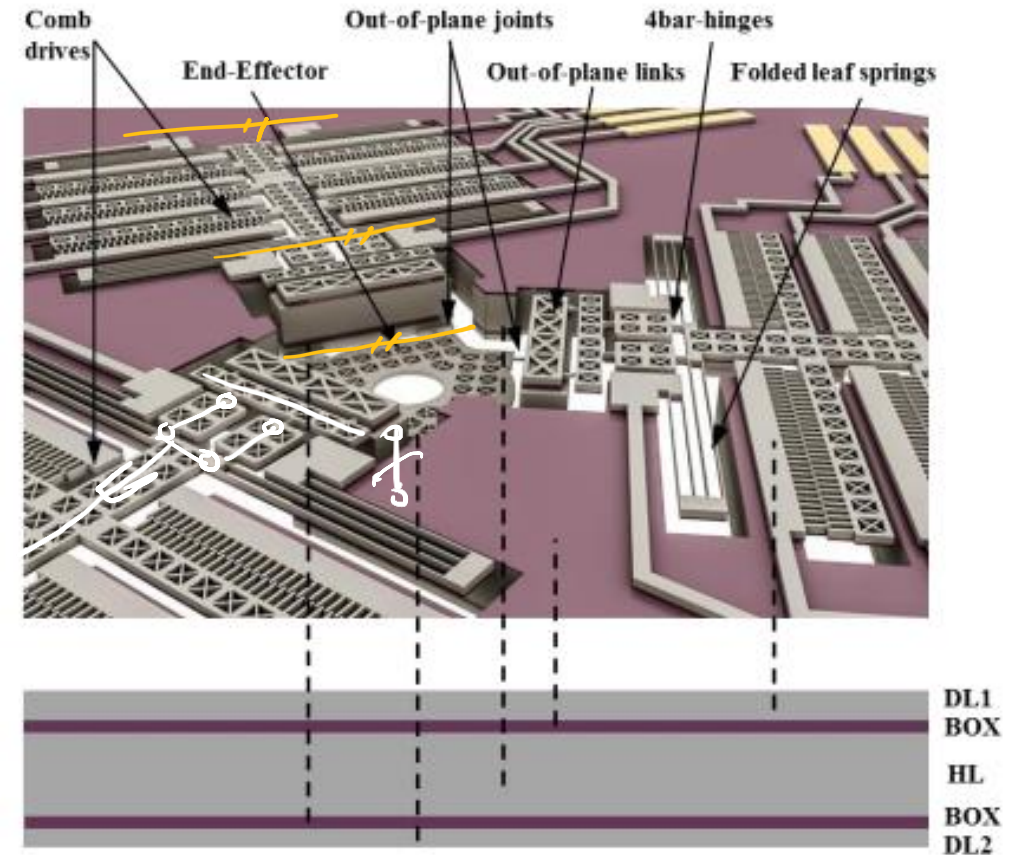 Comb
drives
Out-of-plane joints
4bar-hinges
End-Effector
Out-of-plane links
Folded leaf springs
DL1
BOX
HL
BOX
DL2